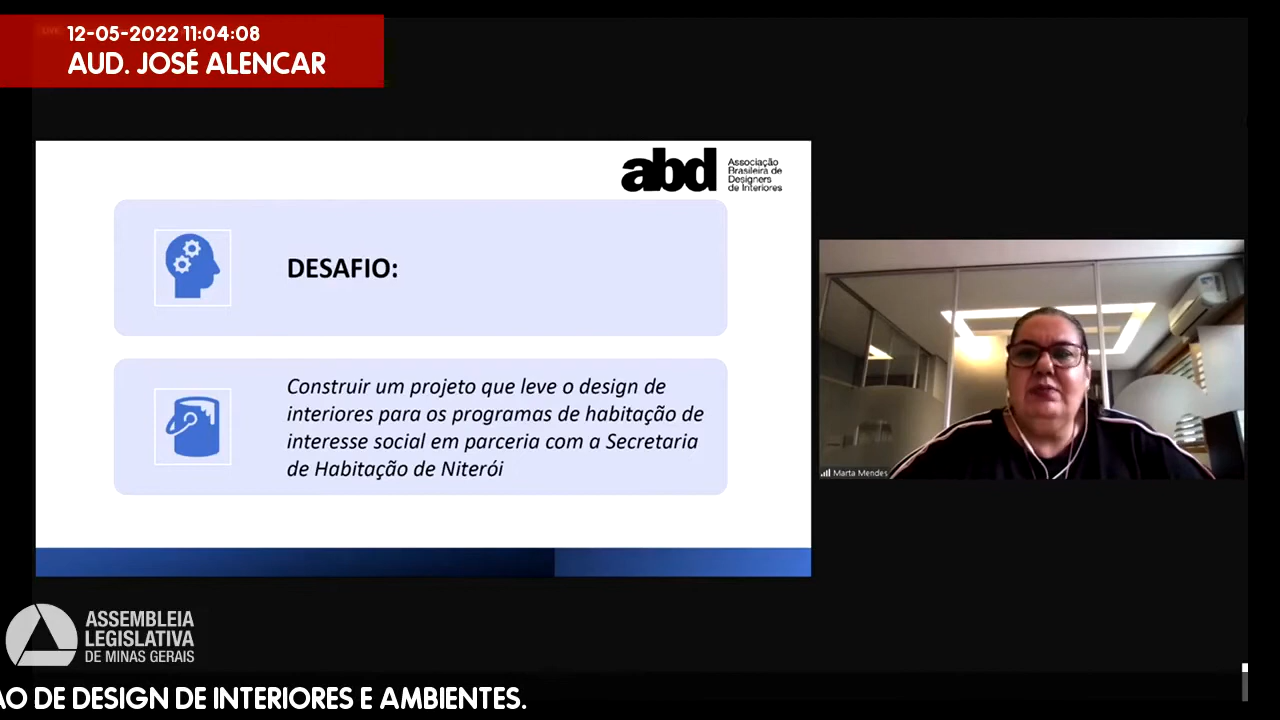 12-05-2022 11:04:08
AUD. JOSÉ ALENCAR
abd
Associação
Brasileira de
Designers
de Interiores
DESAFIO:
Construir um projeto que leve o design de
interiores para os programas de habitação de
interesse social em parceria com a Secretaria
de Habitação de Niterói
Marta Mendes
ASSEMBLEIA
LEGISLATIVA
DE MINAS GERAIS
ÃO DE DESIGN DE INTERIORES E AMBIENTES.